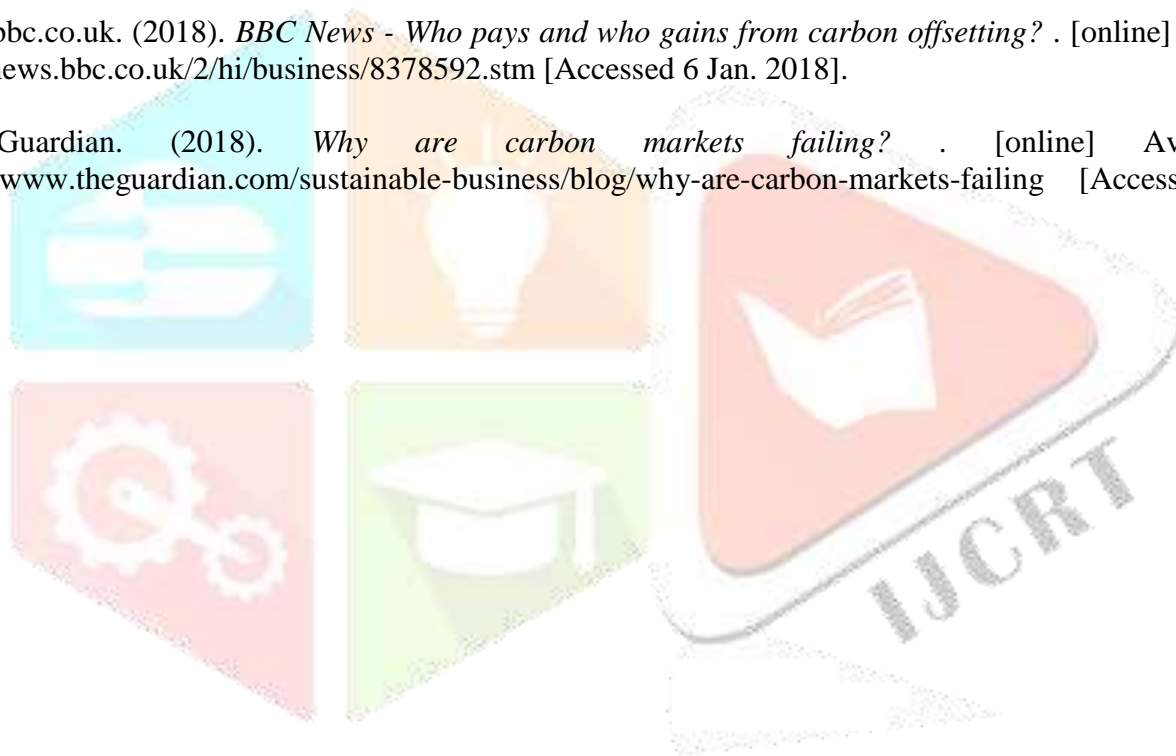 bbc.co.uk. (2018). BBC News - Who pays and who gains from carbon offsetting? . [online]
news.bbc.co.uk/2/hi/business/8378592.stm [Accessed 6 Jan. 2018].
Guardian. (2018). Why are carbon markets failing? . [online] Av
www.theguardian.com/sustainable-business/blog/why-are-carbon-markets-failing [Access
IJCRT